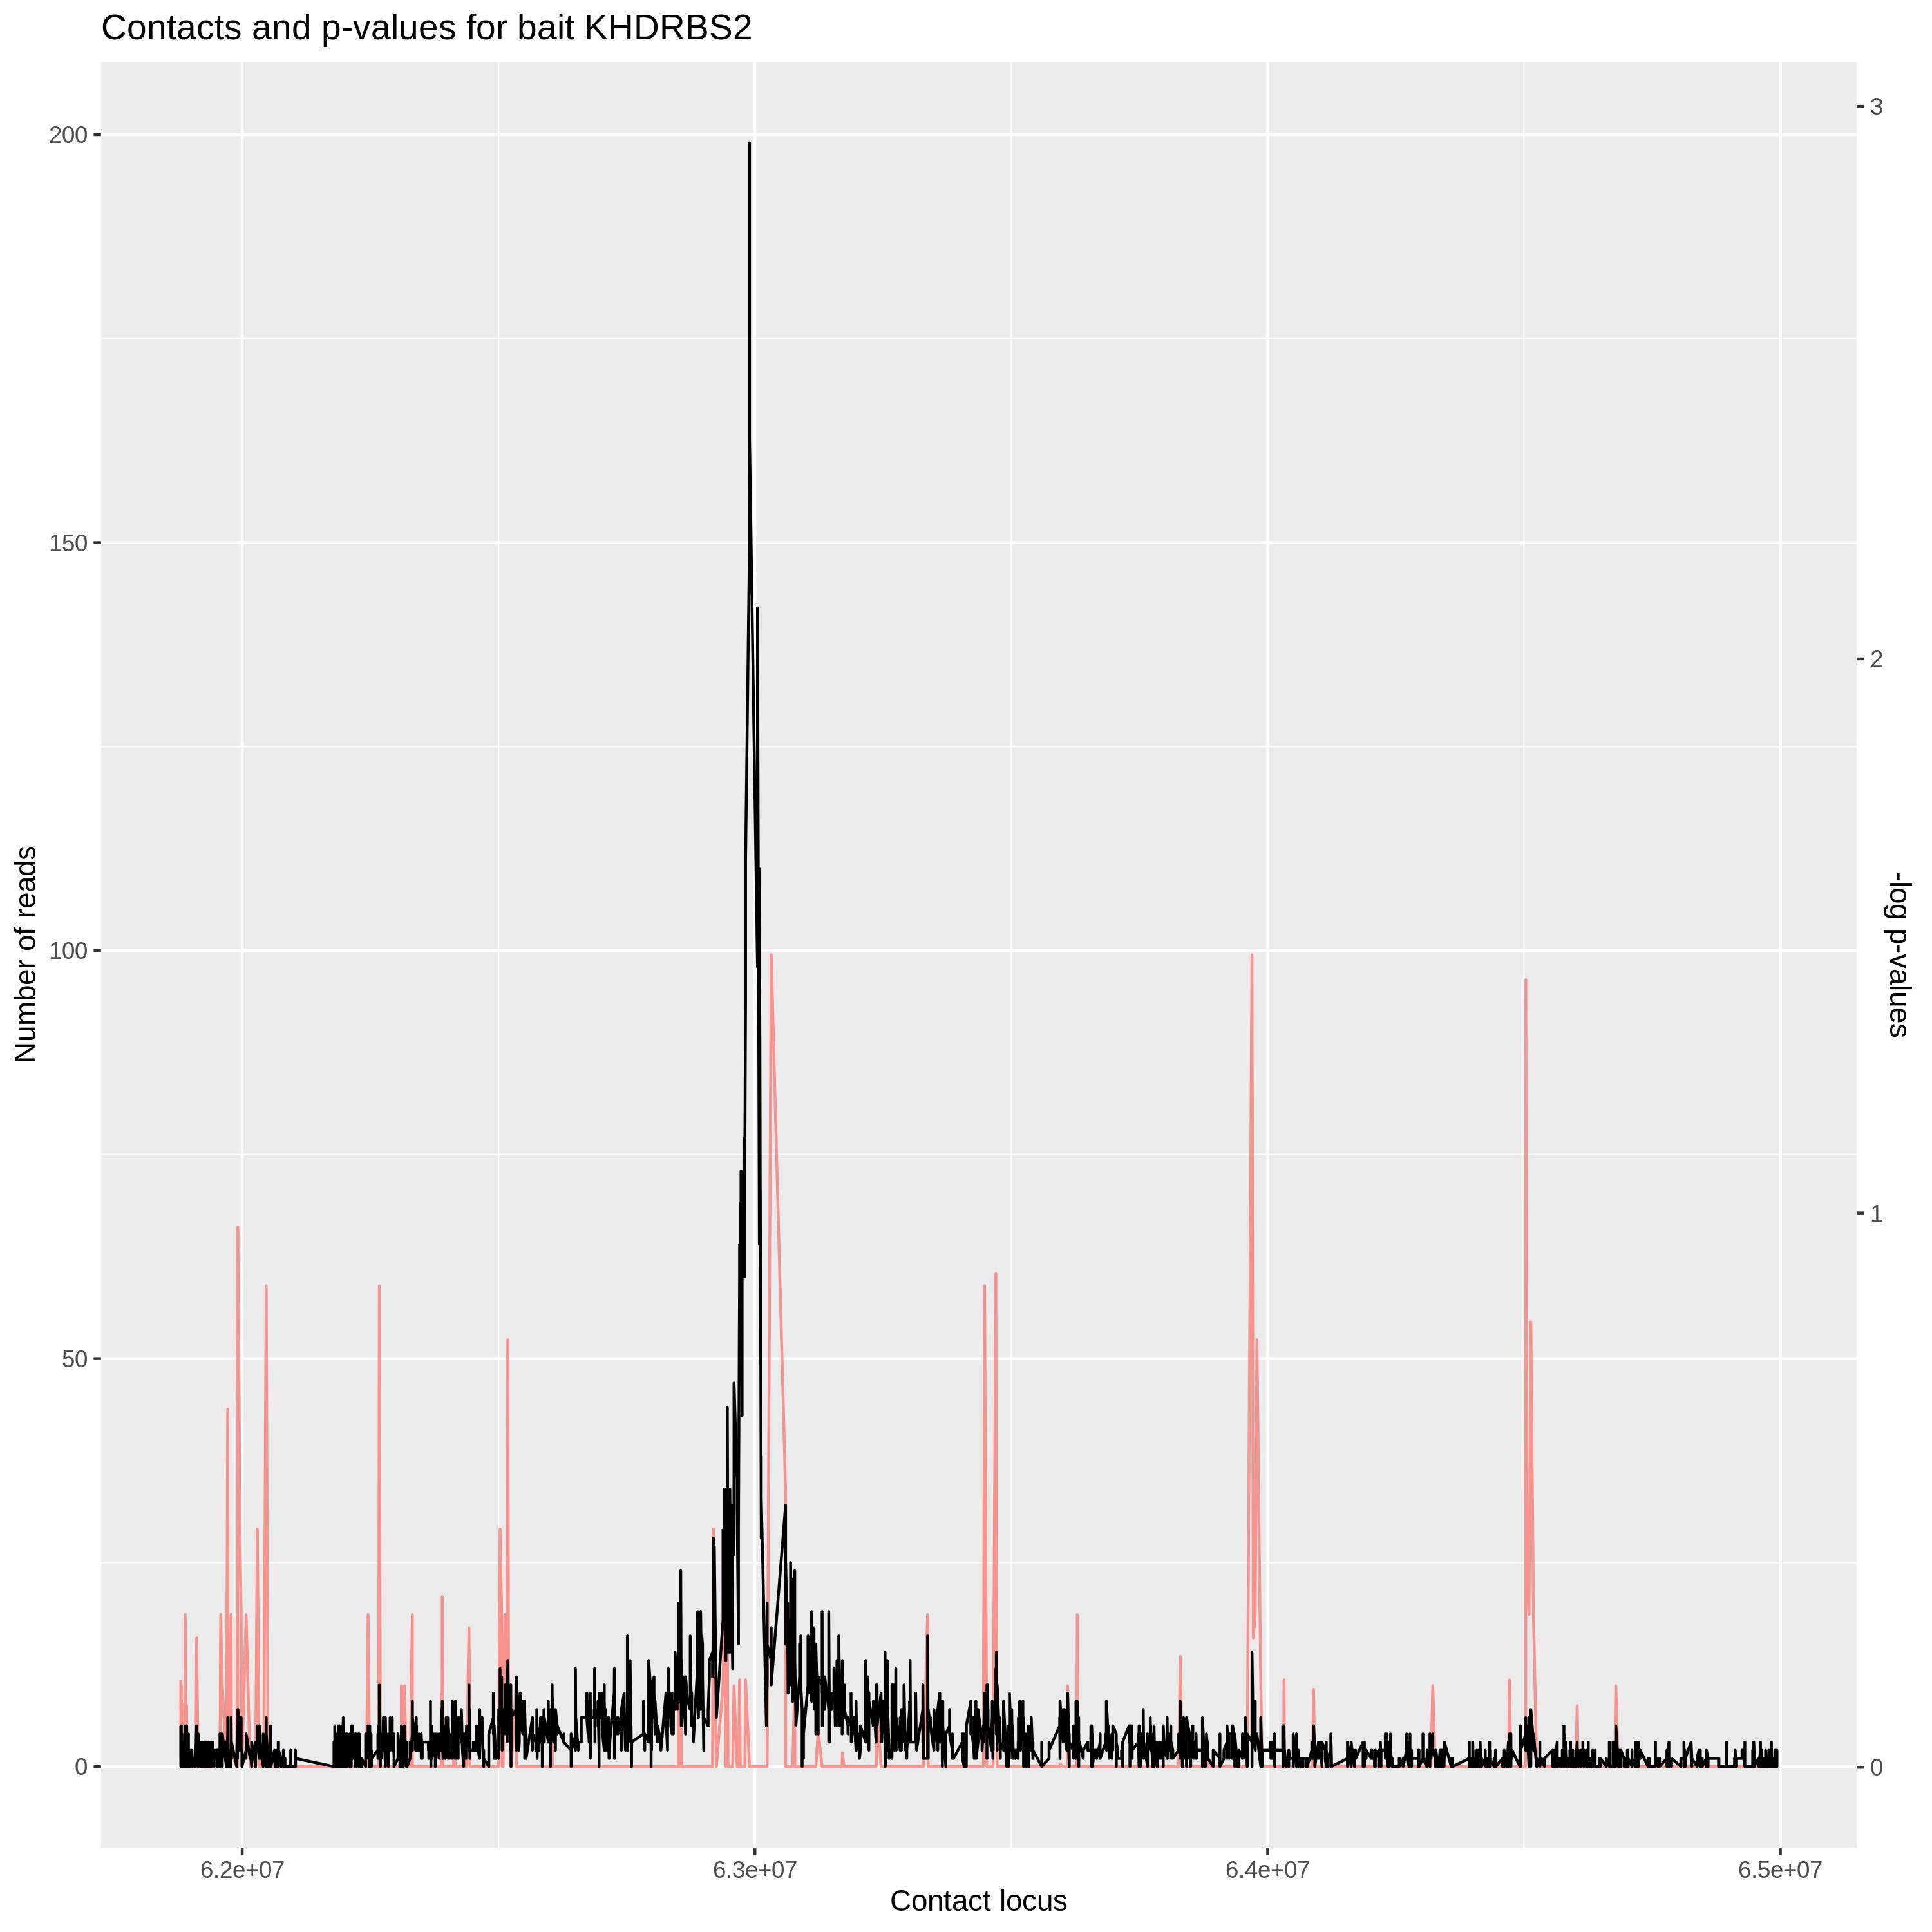 Contacts and p-values for bait KHDRBS2
200
150
100
50
0
Number of reads
3
2
1
0
-log p-values
6.2e+07
6.3e+07
6.4e+07
6.5e+07
Contact locus